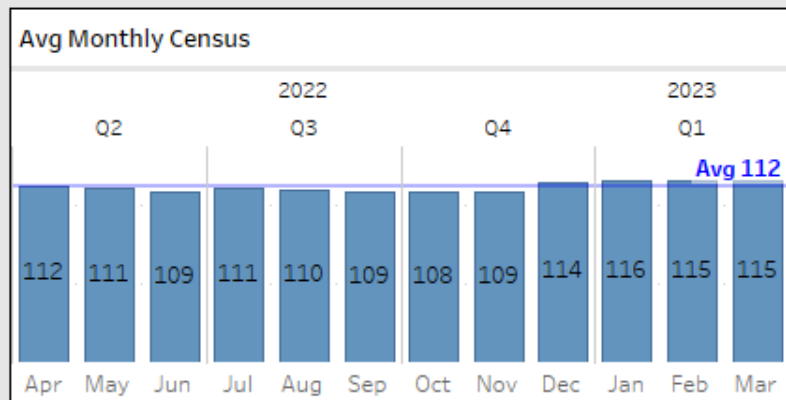 Avg Monthly Census
2022 2023
Q2 Q3 Q4 Q1
Avg 112
112 111 109 111 110 109 108 109 114 116 115 115
Apr May Jun Jul Aug Sep Oct Nov Dec Jan Feb Mar